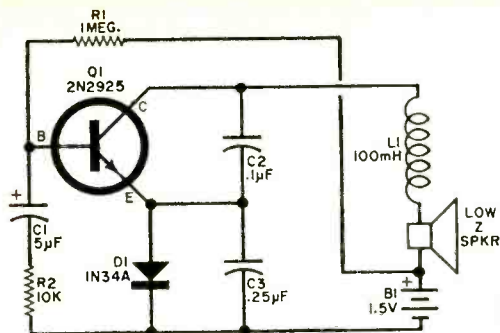 R1
1MEG.
Q1
2N2925
C
B
E
+
C1
5µF
R2
10K
D1
1N34A
C2
.1µF
C3
.25µF
L1
100mH
LOW
Z
SPKR
+
B1
1.5V